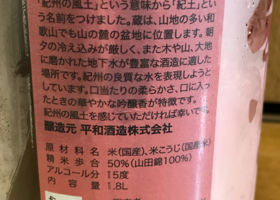 「紀州の風土」という意味から「紀土」とい
う名前をつけました。蔵は、山地の多い和
歌山でも山の麓の盆地に位置します。朝
夕の冷え込みが厳しく、また木や山、大地
に磨かれた地下水が豊富な酒造に適した
場所です。紀州の良質な水を表現しようと
しています。口当たりの柔らかさ、口に入っ
たときの華やかな吟醸香が特徴です。
紀州の風土を感じていただければ幸いです。
醸造元 平和酒造株式会社
原材料名 米(国産)、米こうじ(国産米)
精米歩合 50%(山田錦100%)
アルコール分 15度
内容量 1.8L